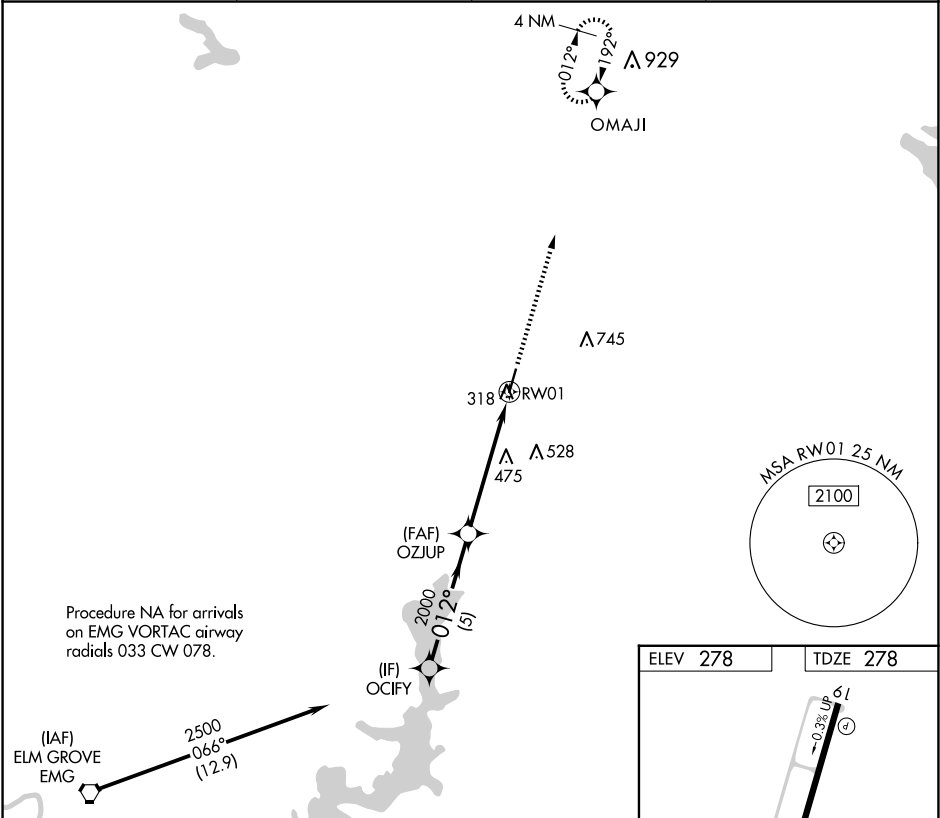 4 NM
012°
192°
929
OMAJI
745
318
RW01
528
475
MSA RW01 25 NM
2100
(FAF)
OZJUP
2000
012°
(5)
Procedure NA for arrivals
on EMG VORTAC airway
radials 033 CW 078.
(IF)
OCIFY
ELEV 278
TDZE 278
19
0.3% UP
P
2500
066°
(12.9)
(IAF)
ELM GROVE
EMG